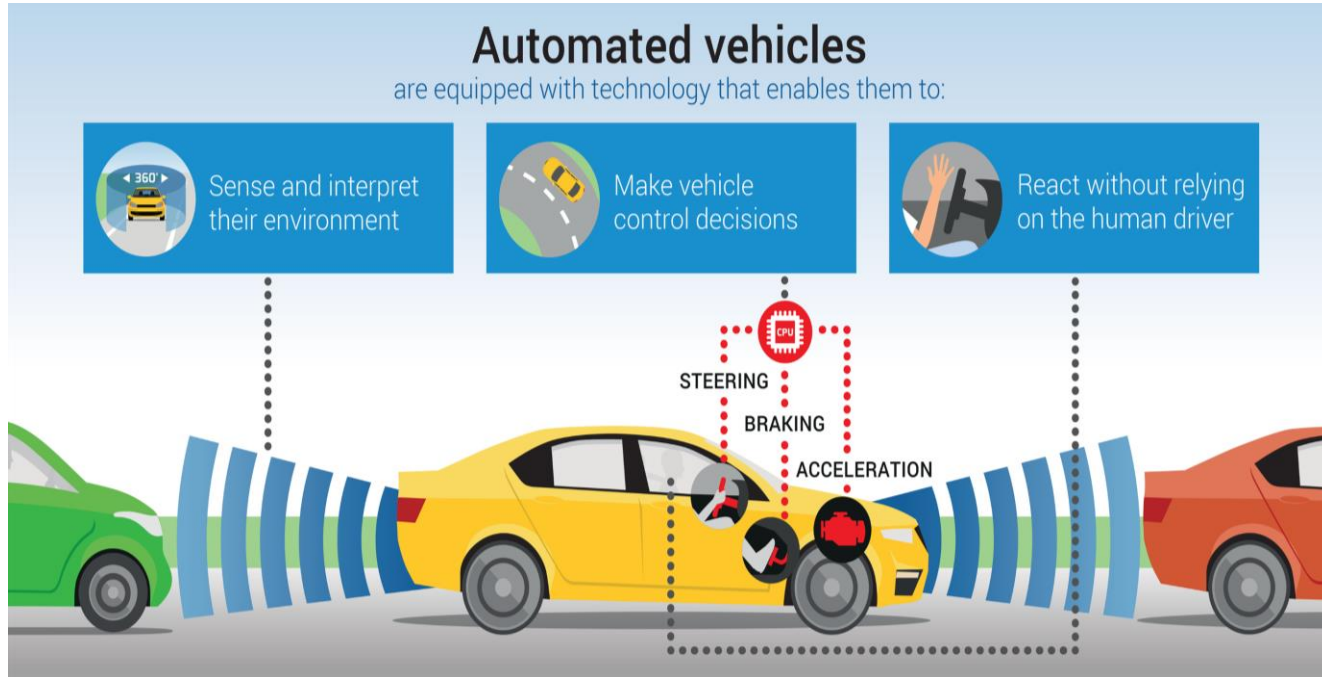 Automated vehicles
are equipped with technology that enables them to:
360'
Sense and interpret
their environment
Make vehicle
control decisions
React without relying
on the human driver
CPU
STEERING
BRAKING
ACCELERATION